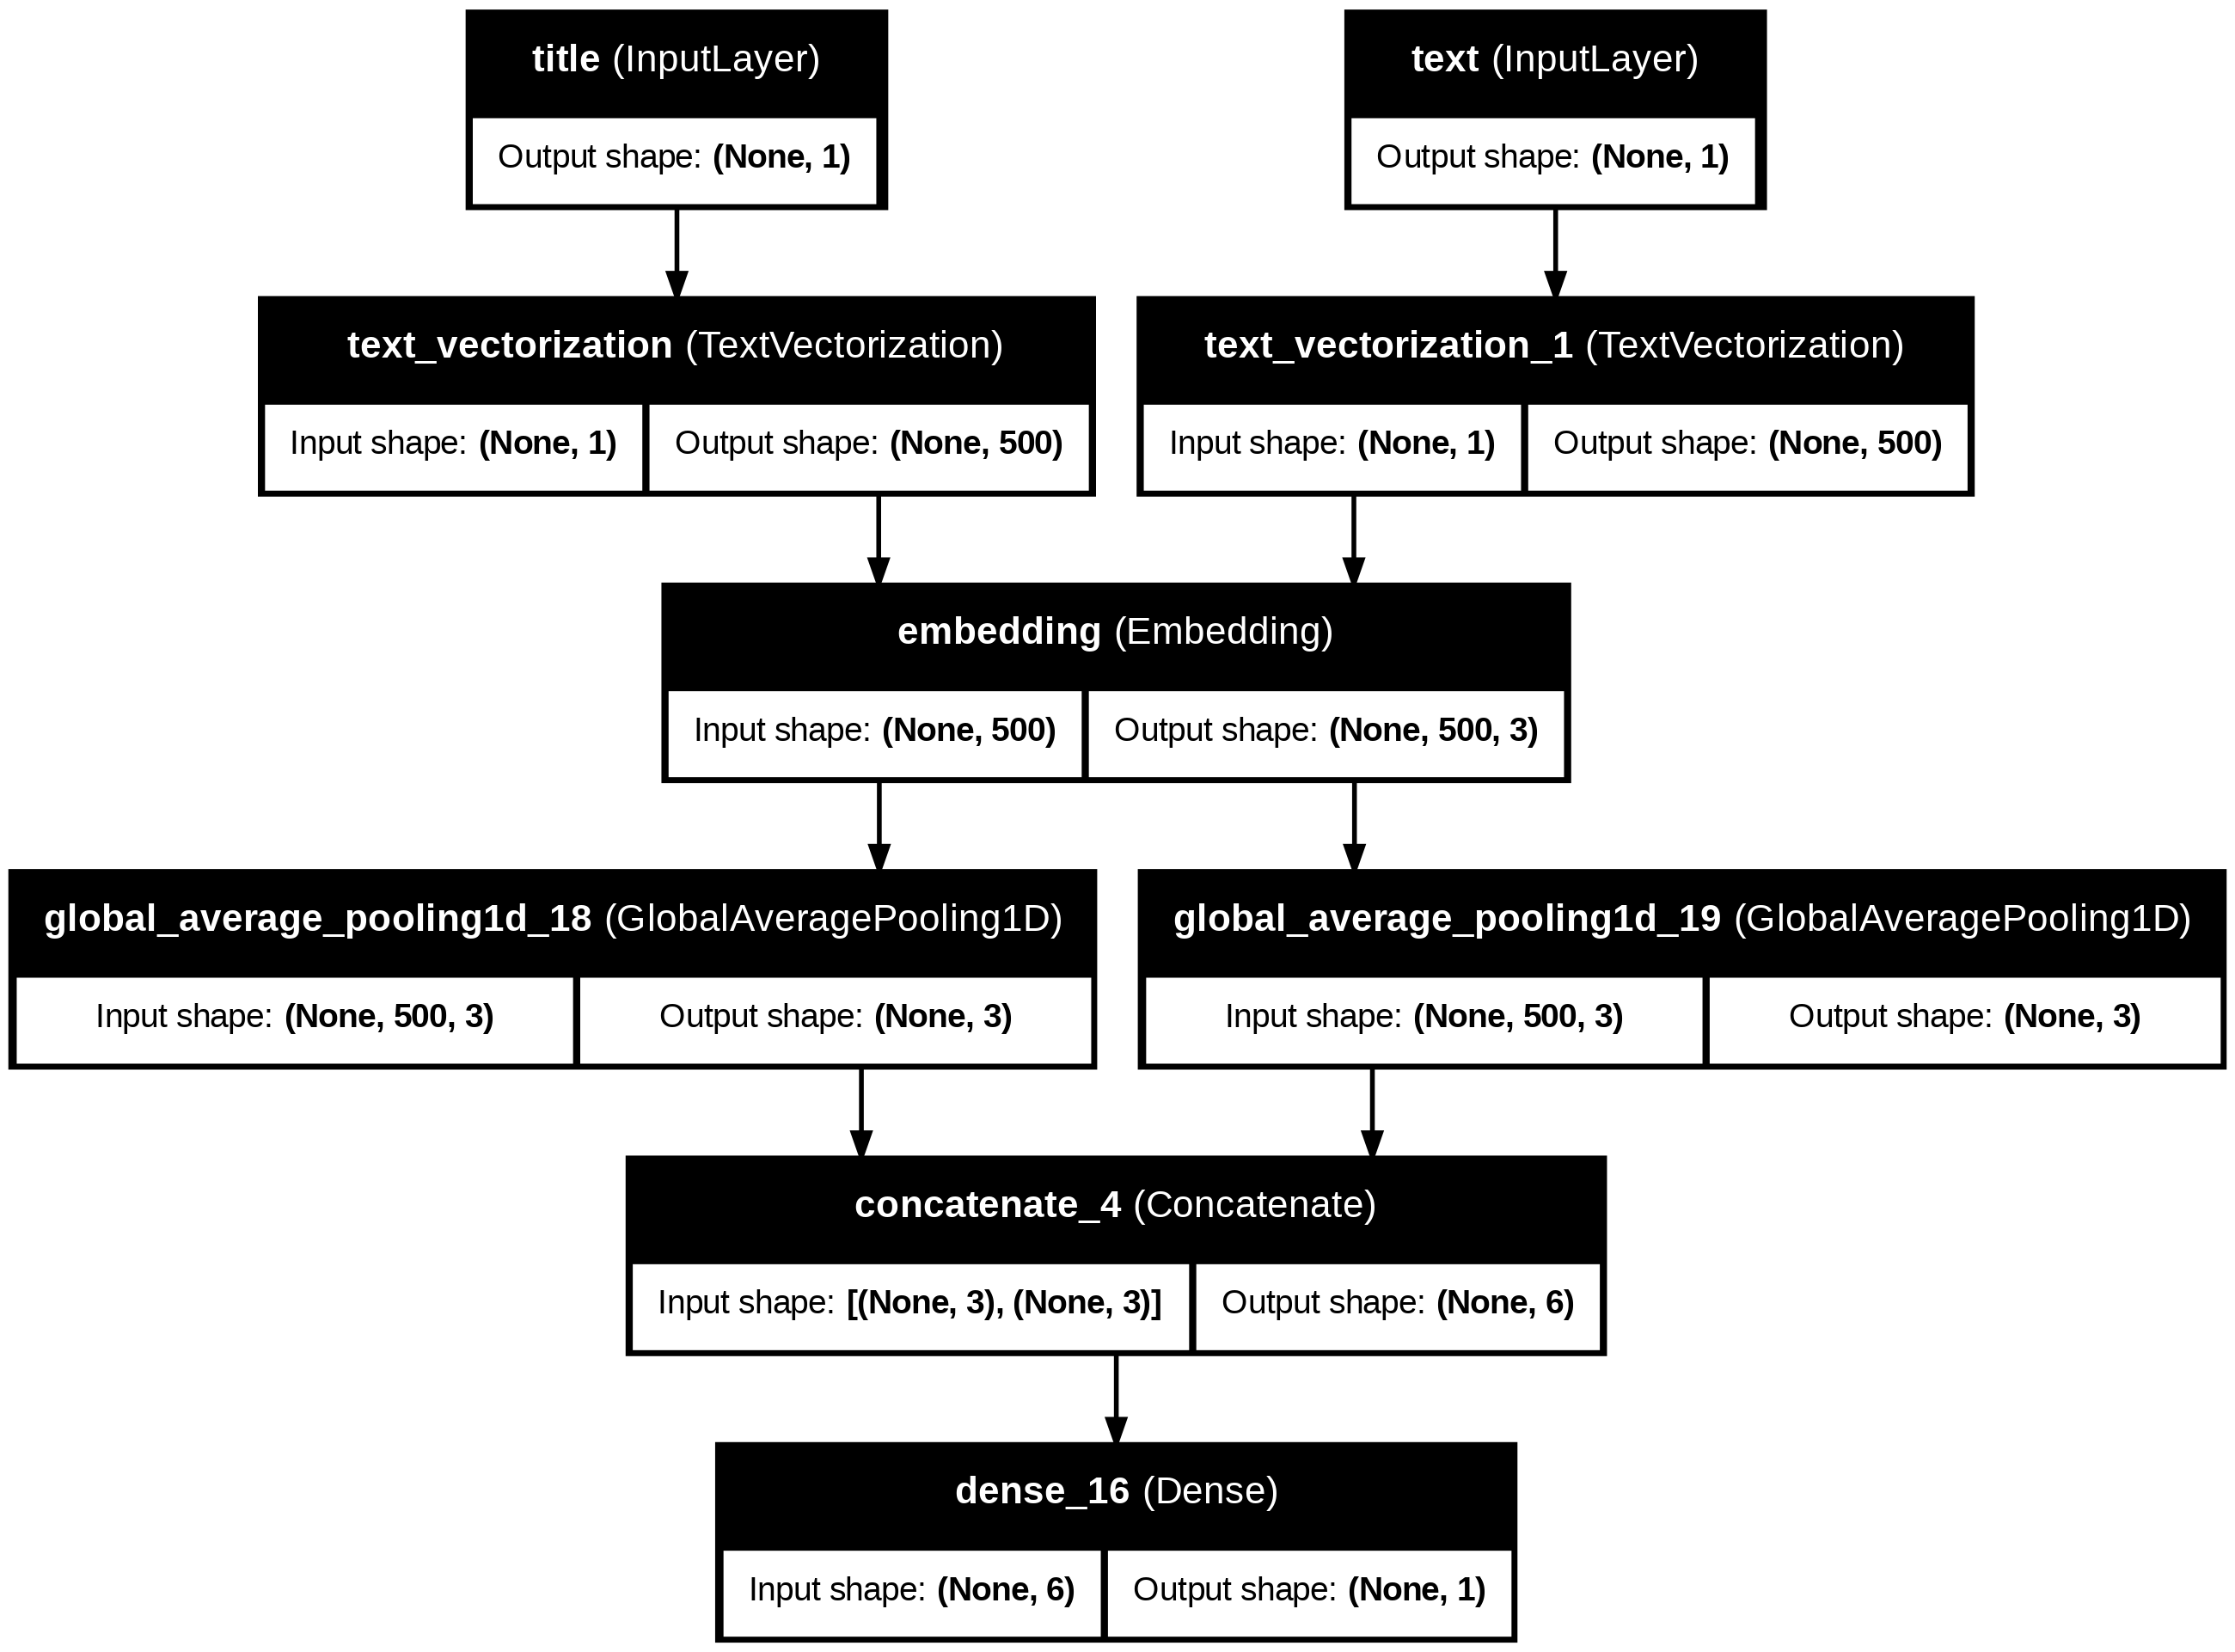 title (InputLayer)
Output shape: (None, 1)
text (InputLayer)
Output shape: (None, 1)
text_vectorization (TextVectorization)
Input shape: (None, 1)
Output shape: (None, 500)
text_vectorization_1 (TextVectorization)
Input shape: (None, 1)
Output shape: (None, 500)
embedding (Embedding)
Input shape: (None, 500)
Output shape: (None, 500, 3)
global_average_pooling1d_18 (GlobalAveragePooling1D)
Input shape: (None, 500, 3)
Output shape: (None, 3)
global_average_pooling1d_19 (GlobalAveragePooling1D)
Input shape: (None, 500, 3)
Output shape: (None, 3)
concatenate_4 (Concatenate)
Input shape: [(None, 3), (None, 3)]
Output shape: (None, 6)
dense_16 (Dense)
Input shape: (None, 6)
Output shape: (None, 1)